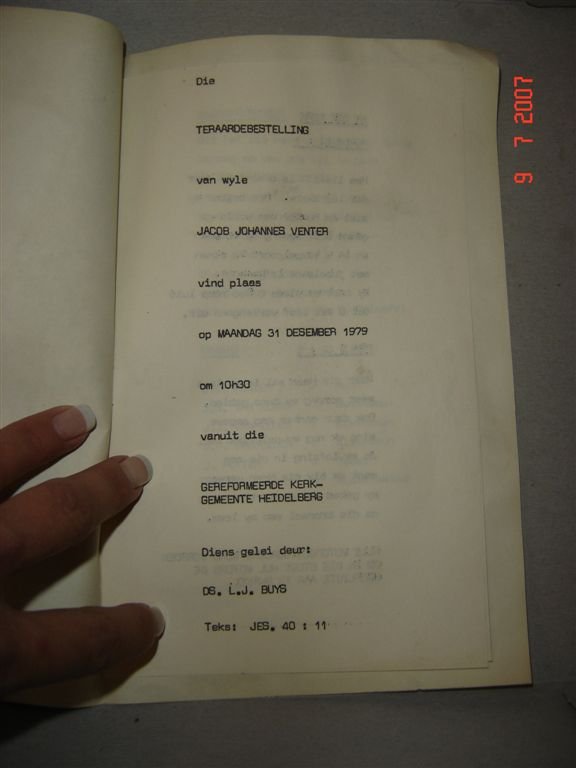 Die
TERAARDEBESTELLING
van wyle
JACOB JOHANNES VENTER
vind plaas
op MAANDAG 31 DESEMBER 1979
om 10h30
vanuit die
GEREFORMEERDE KERK-
GEMEENTE HEIDELBERG
Diens gelei deur:
DS. L.J. BUYS
Teks: JES. 40 : 11
9 7 2007